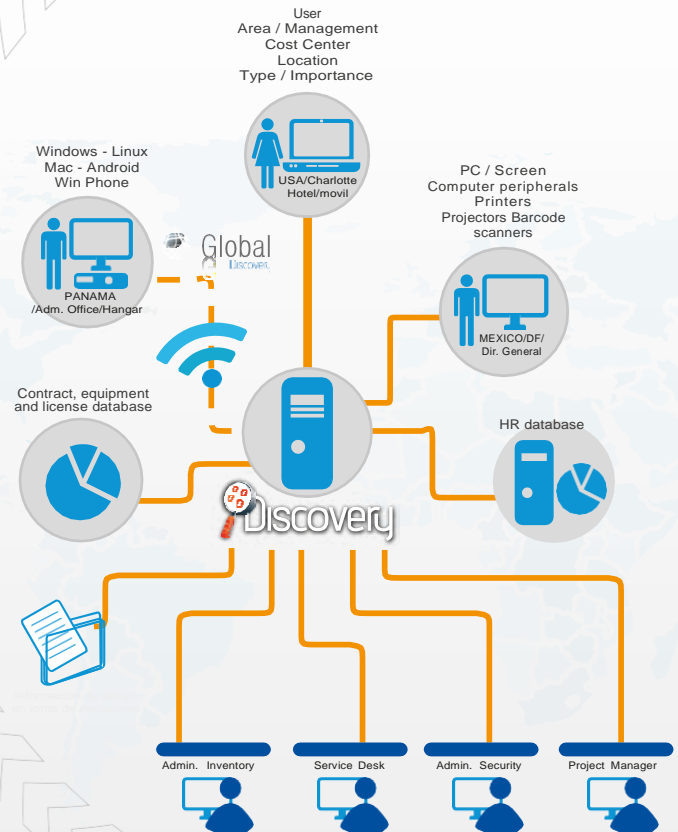 User
Area / Management
Cost Center
Location
Type / Importance
USA/Charlotte
Hotel/movil
Windows - Linux
Mac - Android
Win Phone
PANAMA
/Adm. Office/Hangar
Global
Discovery
PC / Screen
Computer peripherals
Printers
Projectors Barcode
scanners
MEXICO/DF/
Dir. General
Contract, equipment
and license database
HR database
Discovery
Admin. Inventory
Service Desk
Admin. Security
Project Manager